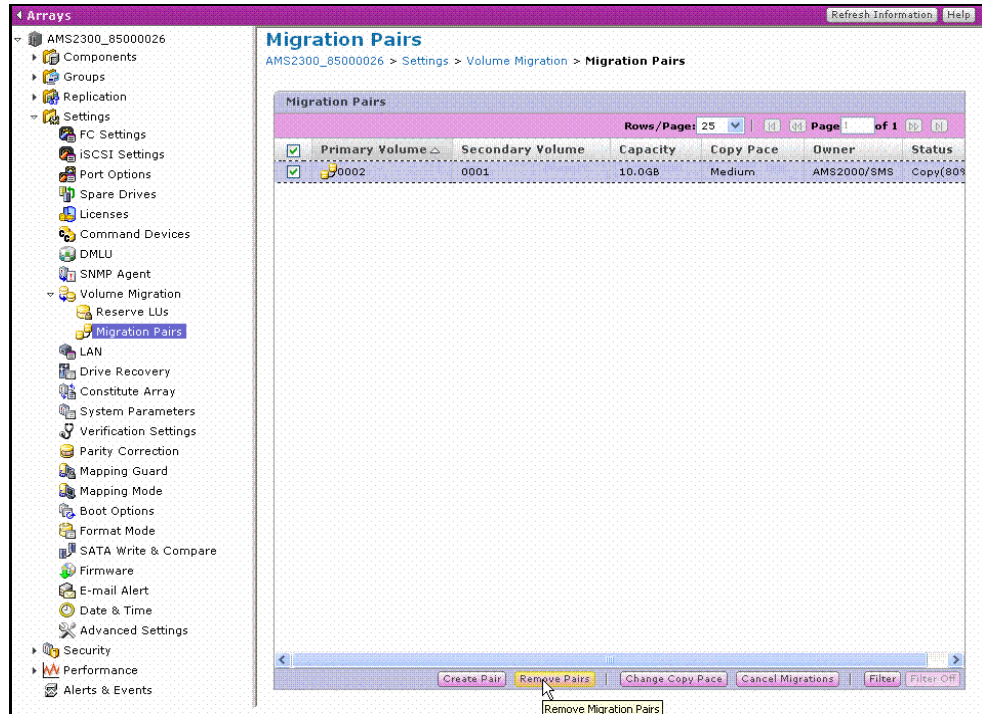 Arrays
Refresh Information Help
AMS2300_85000026
Components
Groups
Replication
Settings
FC Settings
iSCSI Settings
Port Options
Spare Drives
Licenses
Command Devices
DMLU
SNMP Agent
Volume Migration
Reserve LUs
Migration Pairs
LAN
Drive Recovery
Constitute Array
System Parameters
Verification Settings
Parity Correction
Mapping Guard
Mapping Mode
Boot Options
Format Mode
SATA Write & Compare
Firmware
E-mail Alert
Date & Time
Advanced Settings
Security
Performance
Alerts & Events
Migration Pairs
AMS2300_85000026 > Settings > Volume Migration > Migration Pairs
Migration Pairs
Rows/Page: 25 | Page 1 of 1
Primary Volume Secondary Volume Capacity Copy Pace Owner Status
0002 0001 10.0GB Medium AMS2000/SMS Copy(80%
Create Pair Remove Pairs | Change Copy Pace Cancel Migrations | Filter Filter Off
Remove Migration Pairs